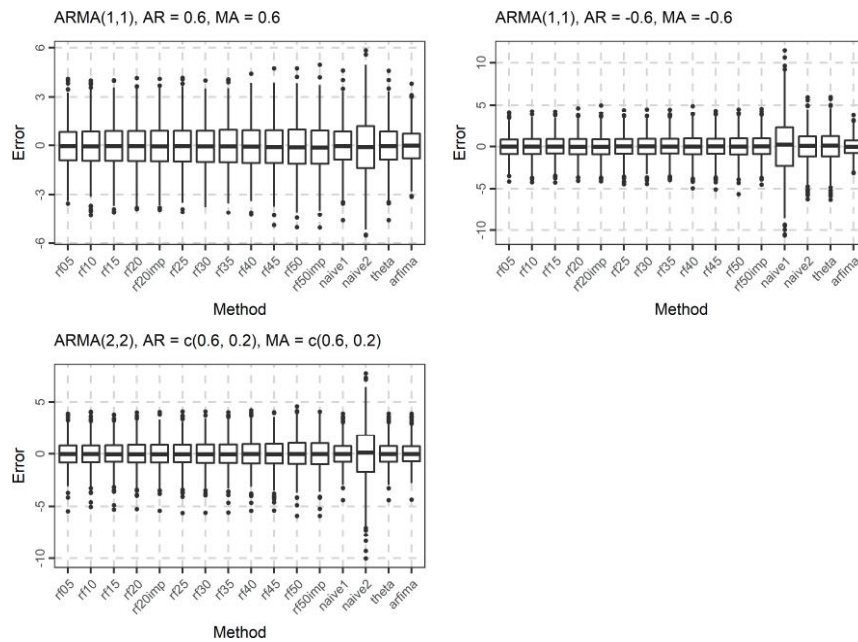 ARMA(1,1), AR = 0.6, MA = 0.6
6
3
0
-3
-6
Error
rf05
rf10
rf15
rf20
rf20imp
rf25
rf30
rf35
rf40
rf45
rf50
rf50imp
naive1
naive2
theta
arfima
Method
ARMA(1,1), AR = -0.6, MA = -0.6
10
5
0
-5
-10
Error
rf05
rf10
rf15
rf20
rf20imp
rf25
rf30
rf35
rf40
rf45
rf50
rf50imp
naive1
naive2
theta
arfima
Method
ARMA(2,2), AR = c(0.6, 0.2), MA = c(0.6, 0.2)
5
0
-5
-10
Error
rf05
rf10
rf15
rf20
rf20imp
rf25
rf30
rf35
rf40
rf45
rf50
rf50imp
naive1
naive2
theta
arfima
Method